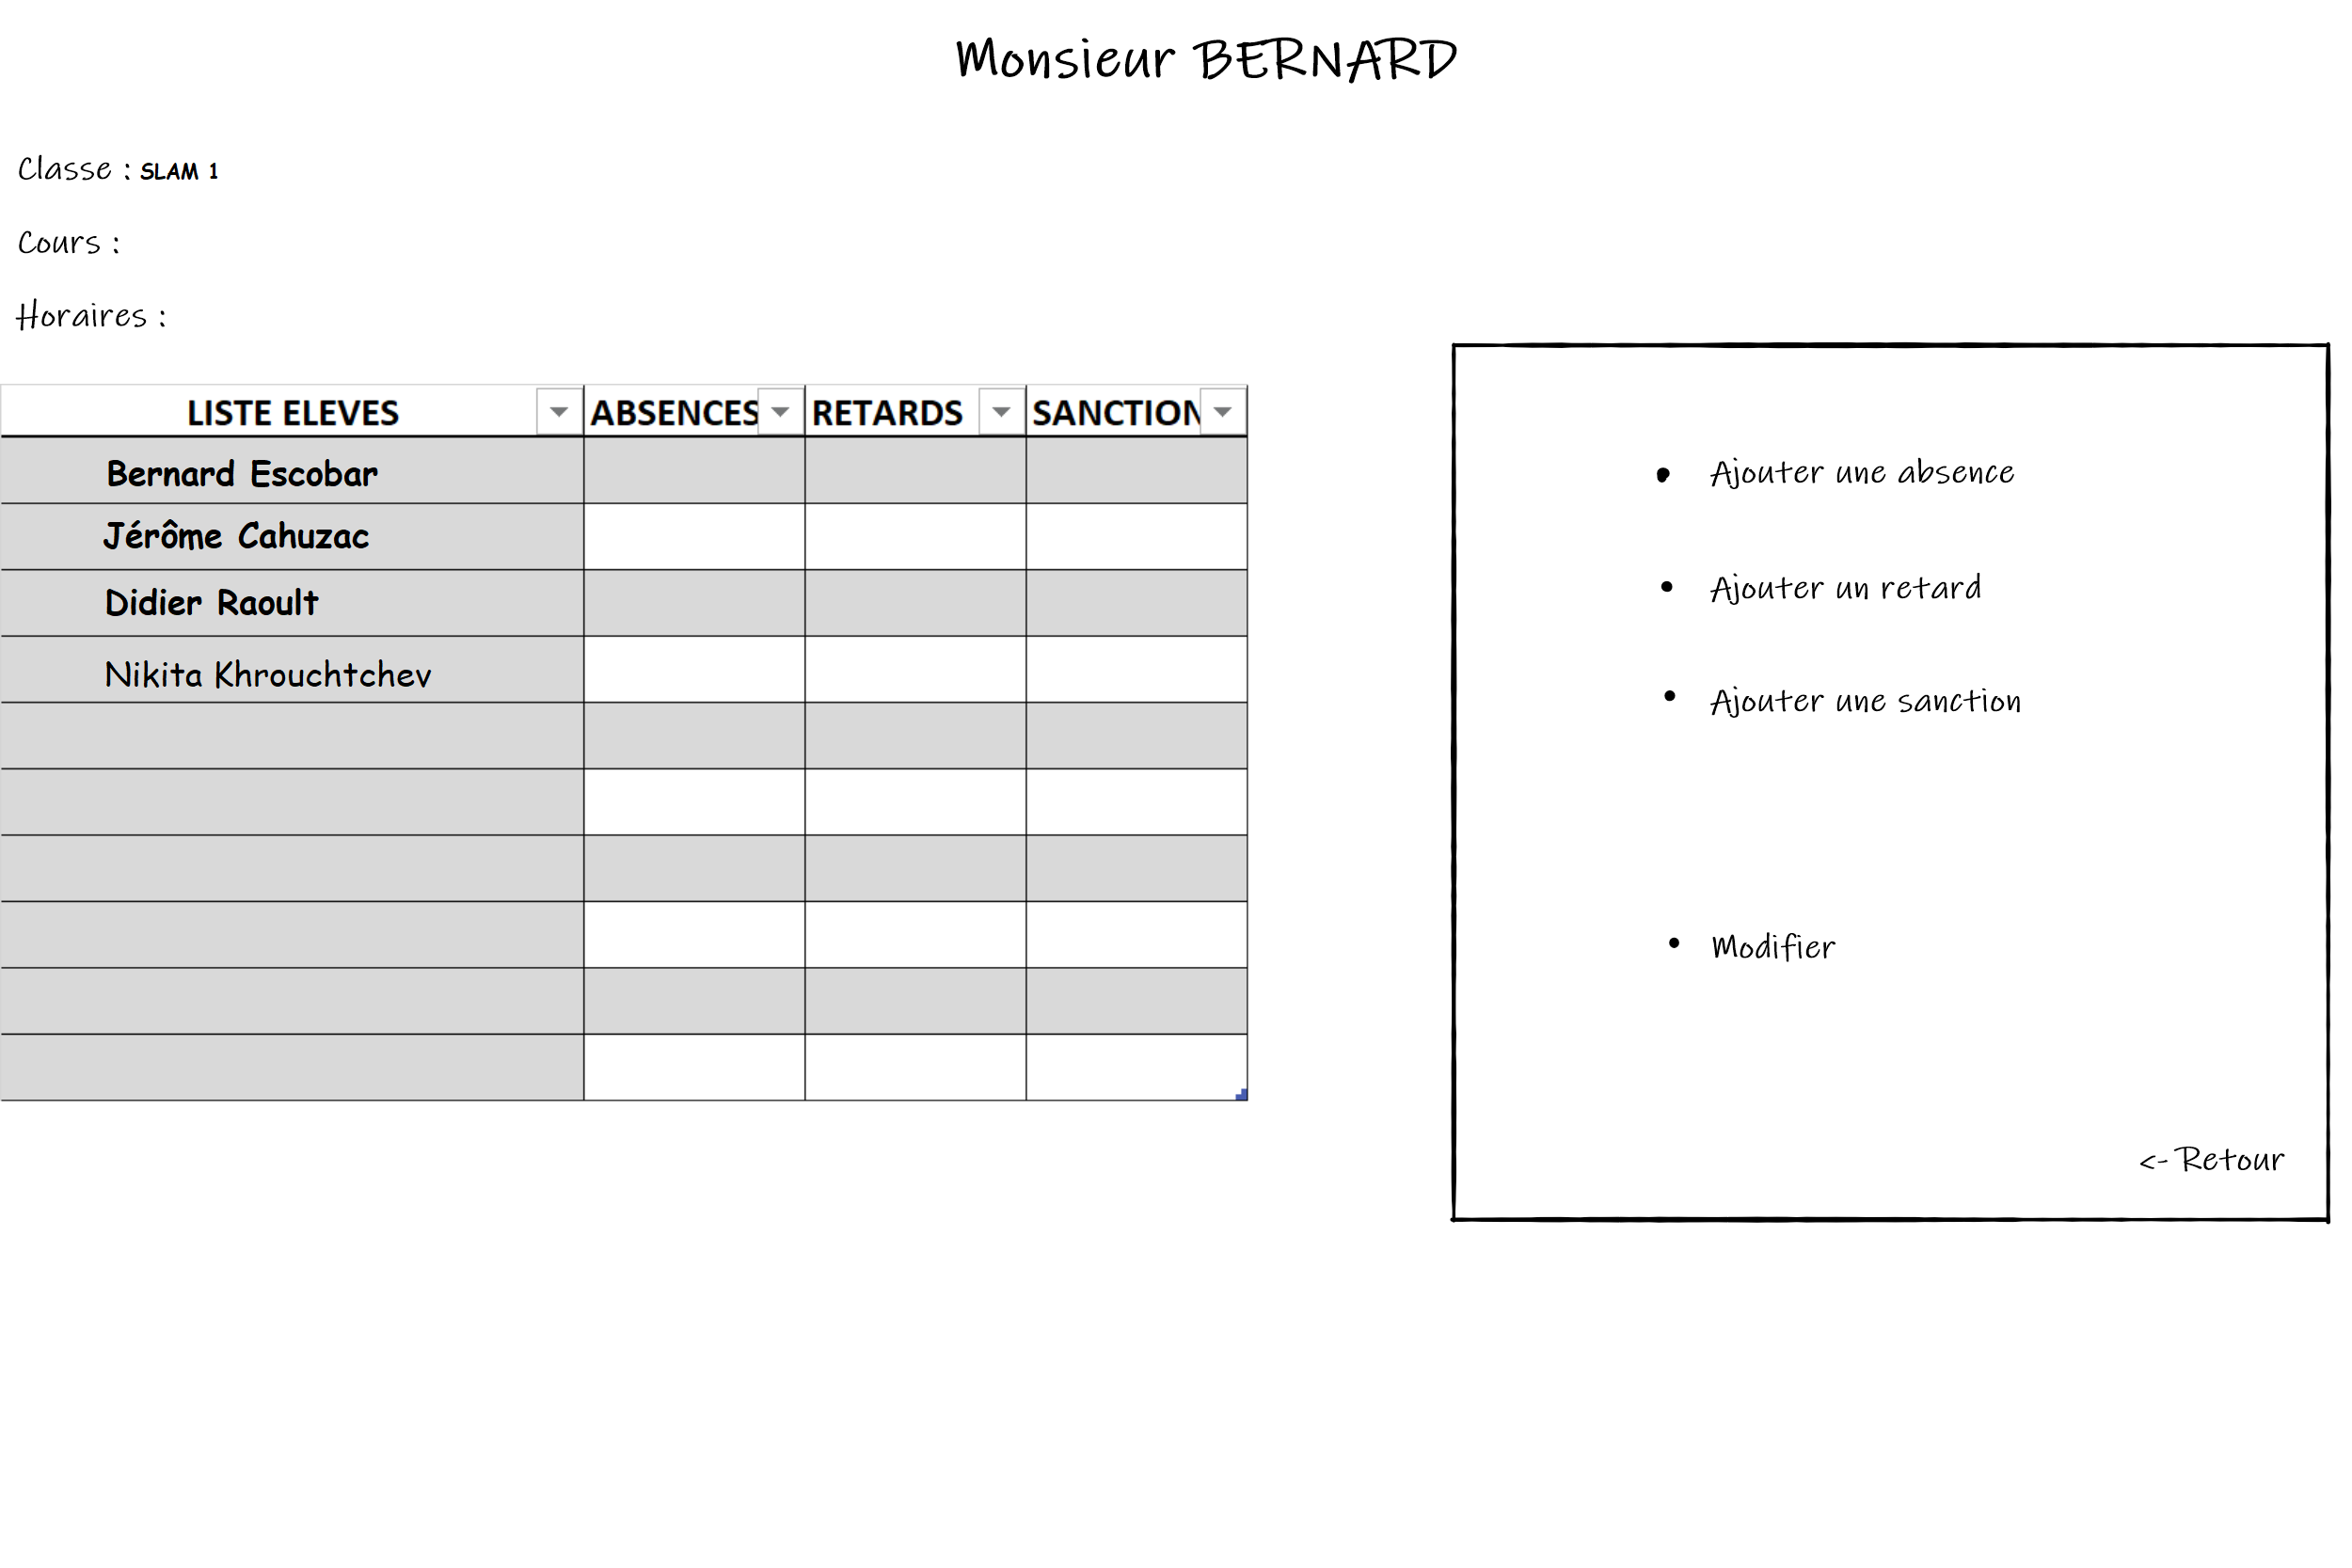 Monsieur BERNARD
Classe : SLAM 1
Cours :
Horaires :
LISTE ELEVES ABSENCES RETARDS SANCTION
Bernard Escobar
Jérôme Cahuzac
Didier Raoult
Nikita Khrouchtchev
• Ajouter une absence
• Ajouter un retard
• Ajouter une sanction
• Modifier
<- Retour